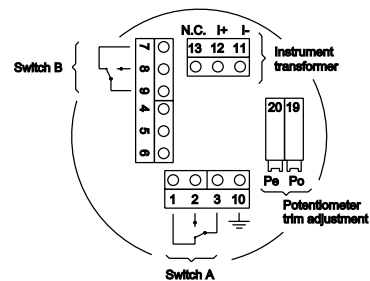 N.C. I+ I-
13 12 11
Instrument
transformer
Switch B
7
8
9
4
5
6
20 19
Pe Po
Potentiometer
trim adjustment
1 2 3 10
Switch A